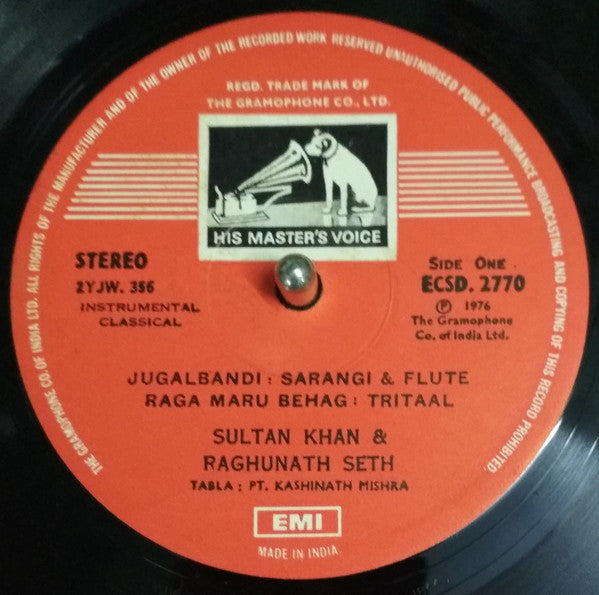 THE GRAMOPHONE CO. OF INDIA LTD. ALL RIGHTS OF THE MANUFACTURER AND OF THE OWNER OF THE RECORDED WORK RESERVED UNAUTHORISED PUBLIC PERFORMANCE BROADCASTING AND COPYING OF THIS RECORD PROHIBITED.
REGD. TRADE MARK OF
THE GRAMOPHONE CO., LTD.
HIS MASTER'S VOICE
STEREO
2YJW. 386
INSTRUMENTAL
CLASSICAL
SIDE ONE.
ECSD. 2770
℗ 1976
The Gramophone
Co. of India Ltd.
JUGALBANDI : SARANGI & FLUTE
RAGA MARU BEHAG : TRITAAL
SULTAN KHAN &
RAGHUNATH SETH
TABLA : PT. KASHINATH MISHRA
EMI
MADE IN INDIA.